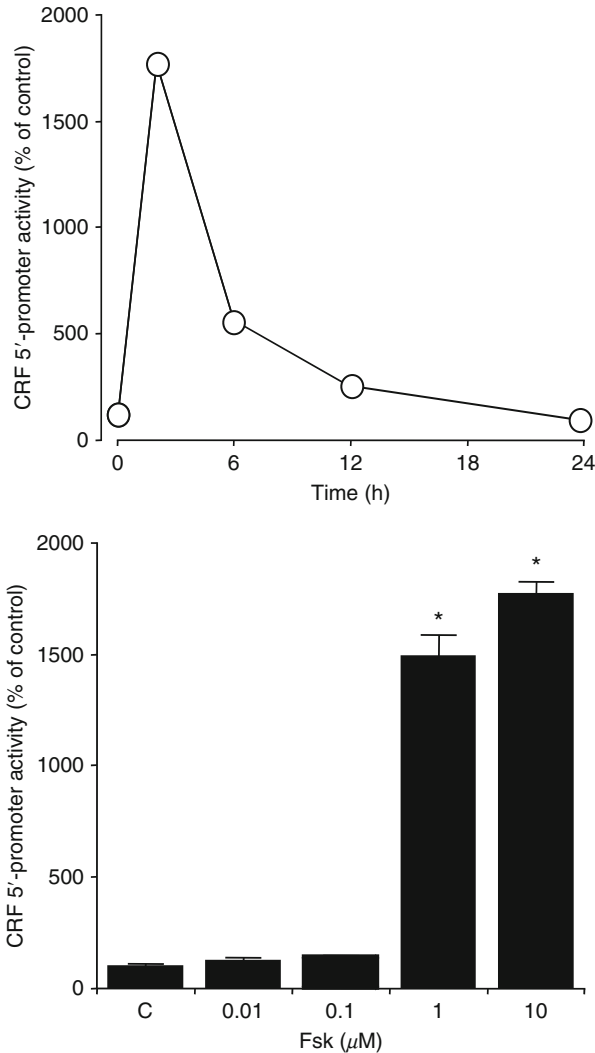 CRF 5′-promoter activity (% of control)
2000
1500
1000
500
0
0 6 12 18 24
Time (h)
CRF 5′-promoter activity (% of control)
2000
1500
1000
500
0
* *
C 0.01 0.1 1 10
Fsk (μM)